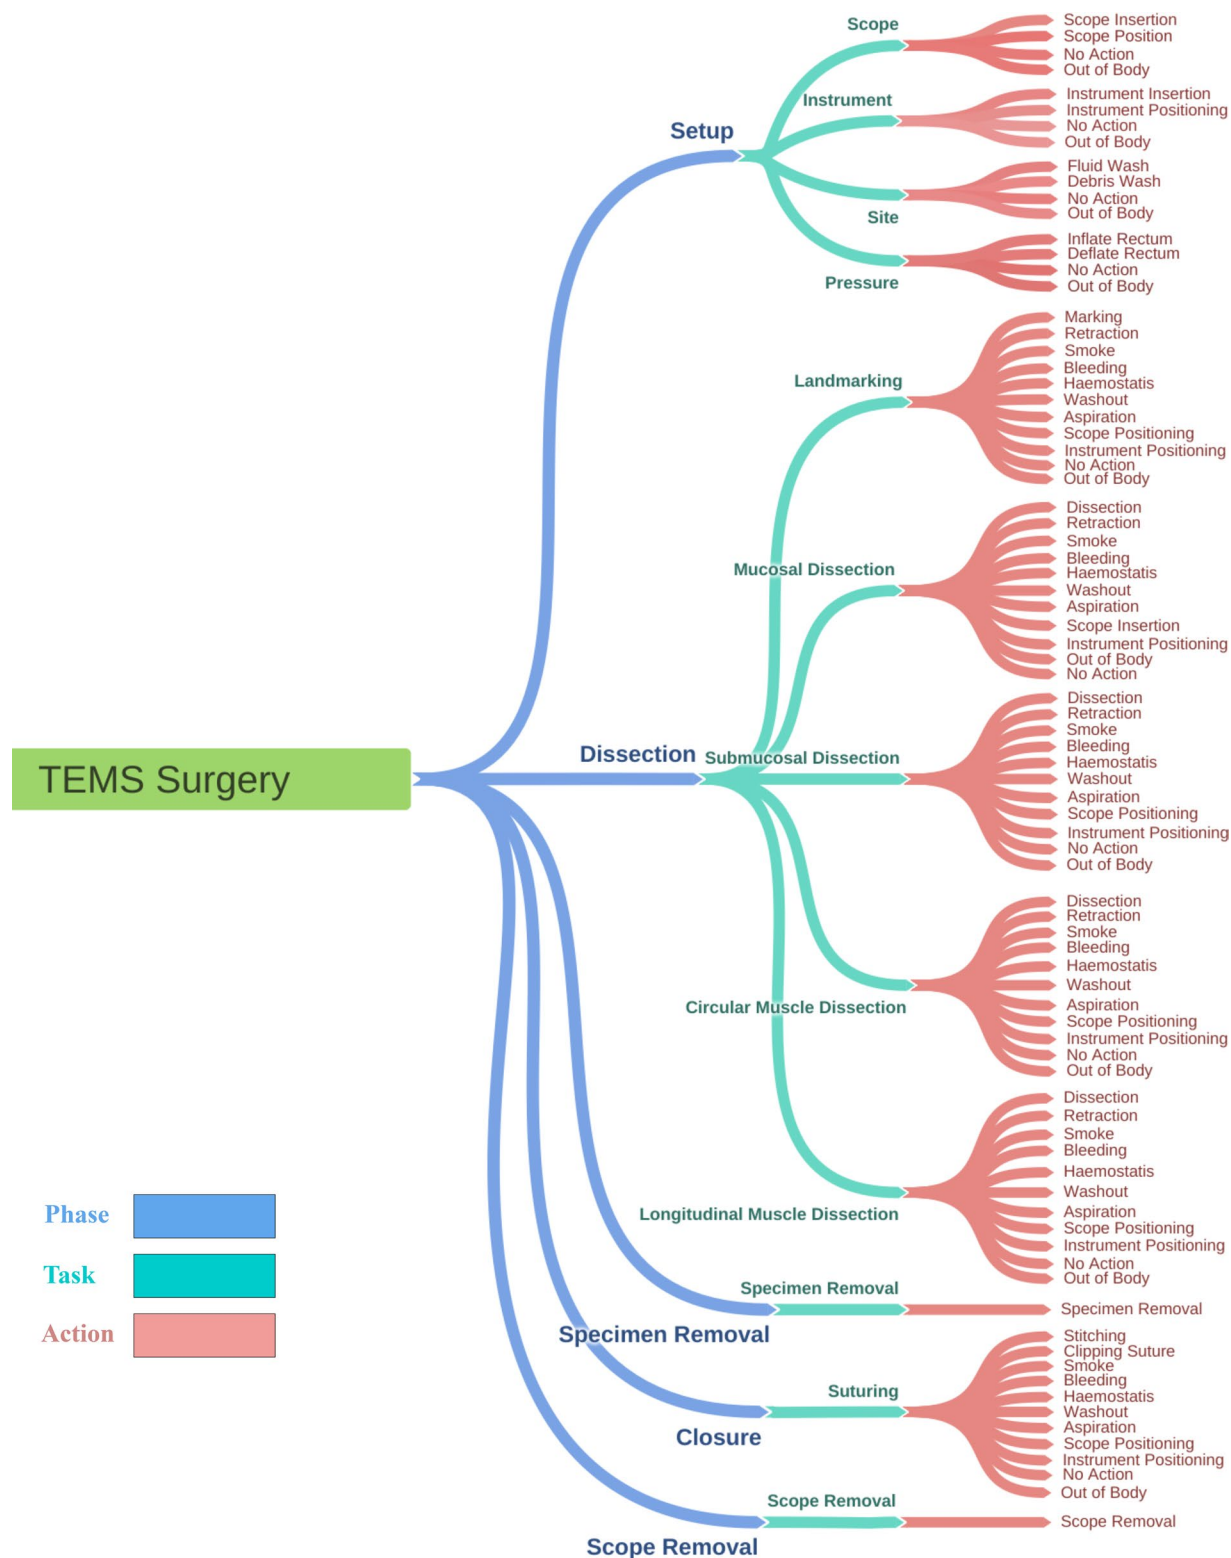 TEMS Surgery
Setup
Scope
Scope Insertion
Scope Position
No Action
Out of Body
Instrument
Instrument Insertion
Instrument Positioning
No Action
Out of Body
Site
Fluid Wash
Debris Wash
No Action
Out of Body
Pressure
Inflate Rectum
Deflate Rectum
No Action
Out of Body
Dissection
Landmarking
Marking
Retraction
Smoke
Bleeding
Haemostatis
Washout
Aspiration
Scope Positioning
Instrument Positioning
No Action
Out of Body
Mucosal Dissection
Dissection
Retraction
Smoke
Bleeding
Haemostatis
Washout
Aspiration
Scope Insertion
Instrument Positioning
Out of Body
No Action
Submucosal Dissection
Dissection
Retraction
Smoke
Bleeding
Haemostatis
Washout
Aspiration
Scope Positioning
Instrument Positioning
No Action
Out of Body
Circular Muscle Dissection
Dissection
Retraction
Smoke
Bleeding
Haemostatis
Washout
Aspiration
Scope Positioning
Instrument Positioning
No Action
Out of Body
Longitudinal Muscle Dissection
Dissection
Retraction
Smoke
Bleeding
Haemostatis
Washout
Aspiration
Scope Positioning
Instrument Positioning
No Action
Out of Body
Specimen Removal
Specimen Removal
Specimen Removal
Closure
Suturing
Stitching
Clipping Suture
Smoke
Bleeding
Haemostatis
Washout
Aspiration
Scope Positioning
Instrument Positioning
No Action
Out of Body
Scope Removal
Scope Removal
Scope Removal
Phase
Task
Action